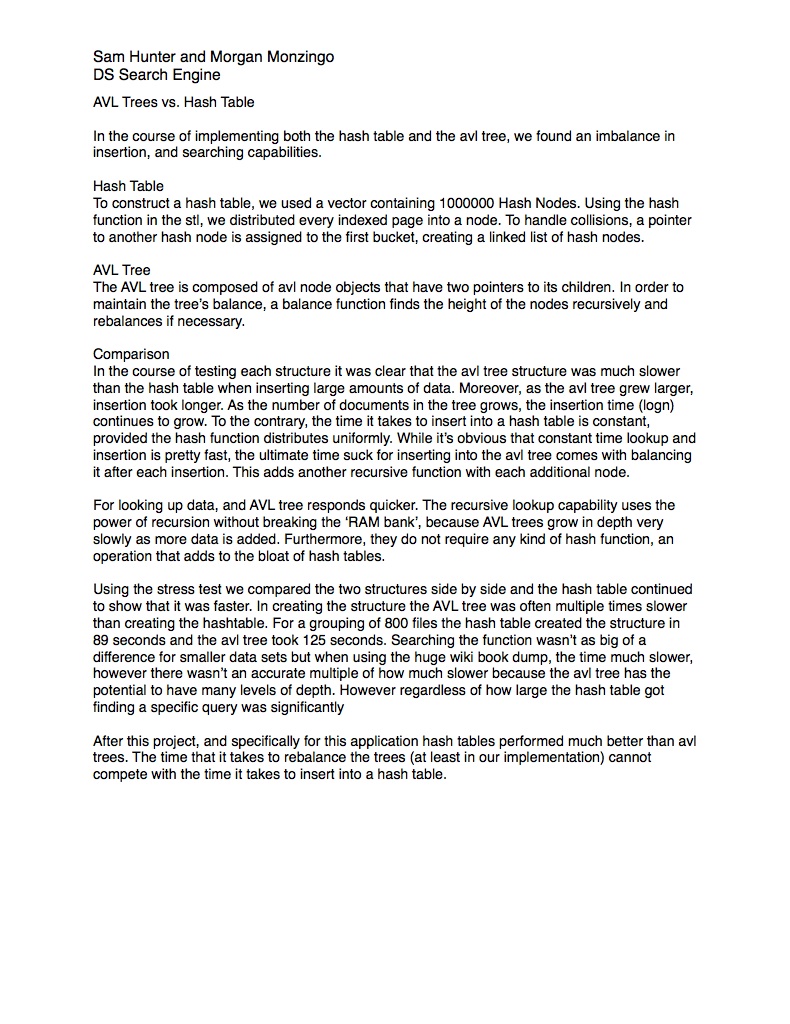 Sam Hunter and Morgan Monzingo
DS Search Engine
AVL Trees vs. Hash Table
In the course of implementing both the hash table and the avl tree, we found an imbalance in
insertion, and searching capabilities.
Hash Table
To construct a hash table, we used a vector containing 1000000 Hash Nodes. Using the hash
function in the stl, we distributed every indexed page into a node. To handle collisions, a pointer
to another hash node is assigned to the first bucket, creating a linked list of hash nodes.
AVL Tree
The AVL tree is composed of avl node objects that have two pointers to its children. In order to
maintain the tree's balance, a balance function finds the height of the nodes recursively and
rebalances if necessary.
Comparison
In the course of testing each structure it was clear that the avl tree structure was much slower
than the hash table when inserting large amounts of data. Moreover, as the avl tree grew larger,
insertion took longer. As the number of documents in the tree grows, the insertion time (logn)
continues to grow. To the contrary, the time it takes to insert into a hash table is constant,
provided the hash function distributes uniformly. While it's obvious that constant time lookup and
insertion is pretty fast, the ultimate time suck for inserting into the avl tree comes with balancing
it after each insertion. This adds another recursive function with each additional node.
For looking up data, and AVL tree responds quicker. The recursive lookup capability uses the
power of recursion without breaking the 'RAM bank', because AVL trees grow in depth very
slowly as more data is added. Furthermore, they do not require any kind of hash function, an
operation that adds to the bloat of hash tables.
Using the stress test we compared the two structures side by side and the hash table continued
to show that it was faster. In creating the structure the AVL tree was often multiple times slower
than creating the hashtable. For a grouping of 800 files the hash table created the structure in
89 seconds and the avl tree took 125 seconds. Searching the function wasn't as big of a
difference for smaller data sets but when using the huge wiki book dump, the time much slower,
however there wasn't an accurate multiple of how much slower because the avl tree has the
potential to have many levels of depth. However regardless of how large the hash table got
finding a specific query was significantly
After this project, and specifically for this application hash tables performed much better than avl
trees. The time that it takes to rebalance the trees (at least in our implementation) cannot
compete with the time it takes to insert into a hash table.